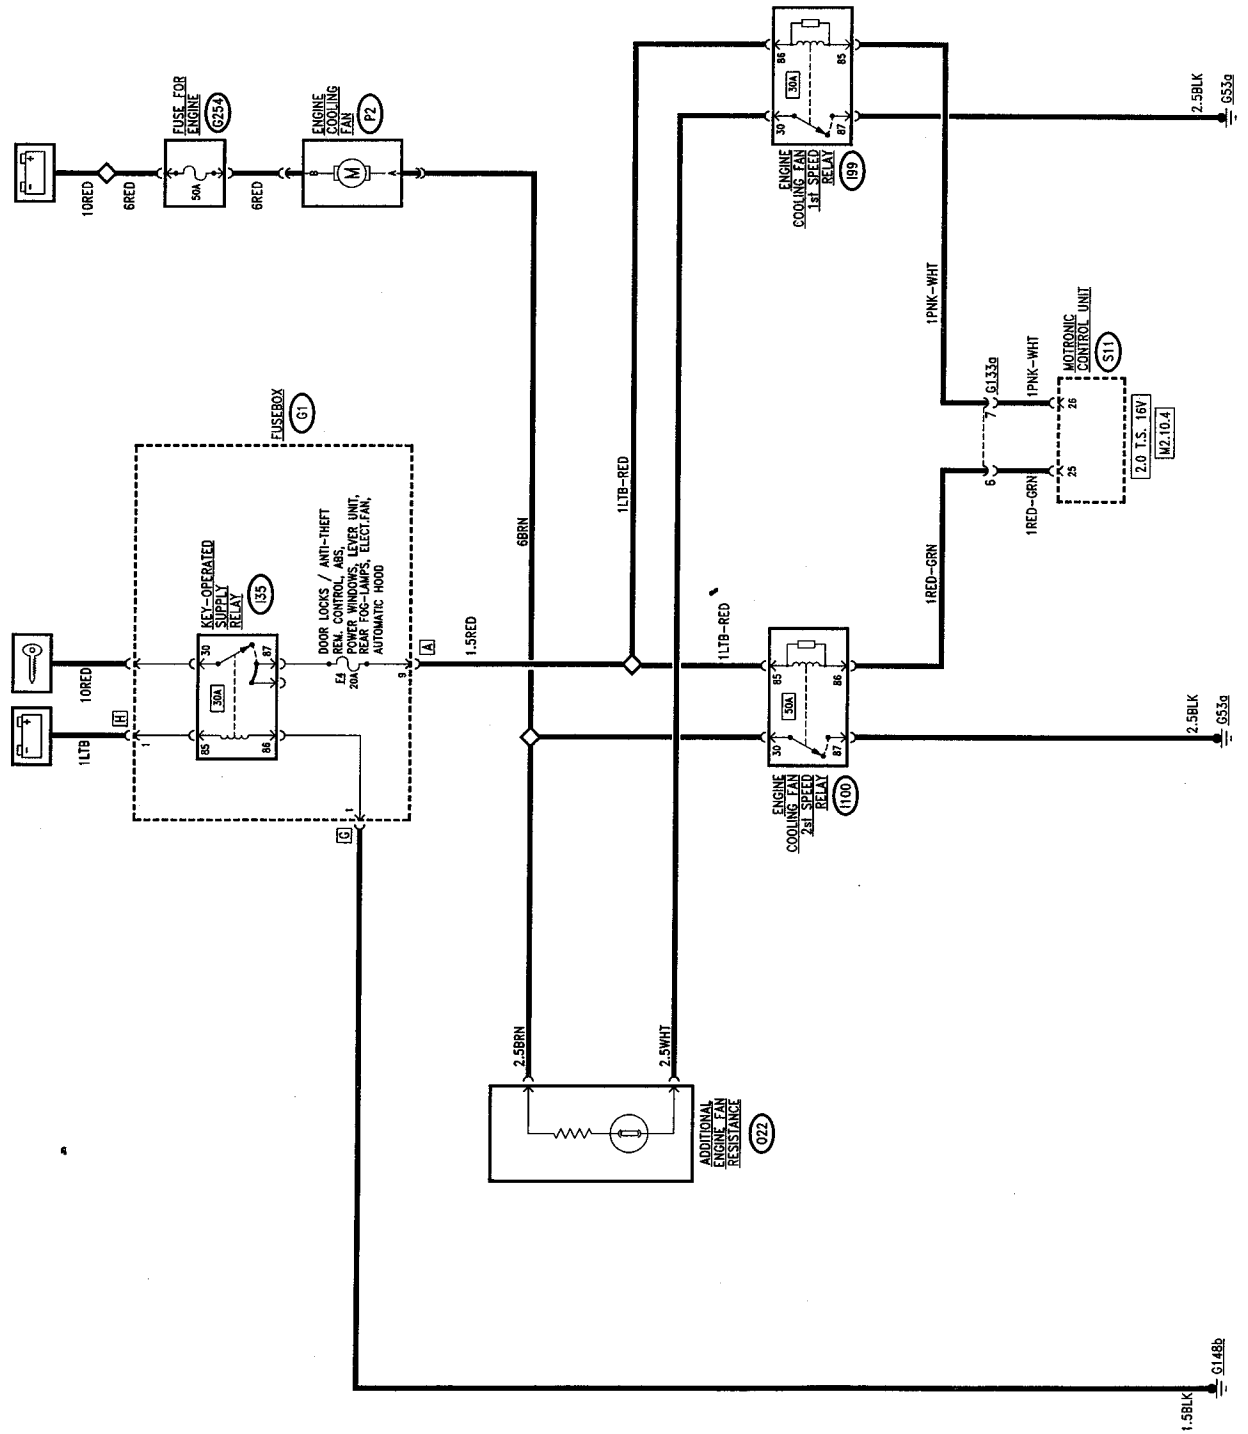 10RED
6RED
50A
FUSE FOR
ENGINE
G254
6RED
B
M
A
ENGINE
COOLING
FAN
P2
86
85
30A
30
87
ENGINE
COOLING FAN
1st SPEED
RELAY
I99
2.5BLK
G53a
1PNK-WHT
MOTRONIC
CONTROL UNIT
S11
1PNK-WHT
G133a
7
26
6
25
2.0 T.S. 16V
M2.10.4
1RED-GRN
1RED-GRN
FUSEBOX
G1
KEY-OPERATED
SUPPLY
RELAY
I35
10RED
1LTB
H
1
30
87
30A
85
86
DOOR LOCKS / ANTI-THEFT
REM. CONTROL, ABS,
POWER WINDOWS, LEVER UNIT,
REAR FOG-LAMPS, ELECT.FAN,
AUTOMATIC HOOD
F4
20A
9
A
1.5RED
1
G
6BRN
1LTB-RED
1LTB-RED
85
86
50A
30
87
ENGINE
COOLING FAN
2st SPEED
RELAY
I100
2.5BLK
G53a
2.5BRN
2.5WHT
ADDITIONAL
ENGINE FAN
RESISTANCE
O22
1.5BLK
G148b